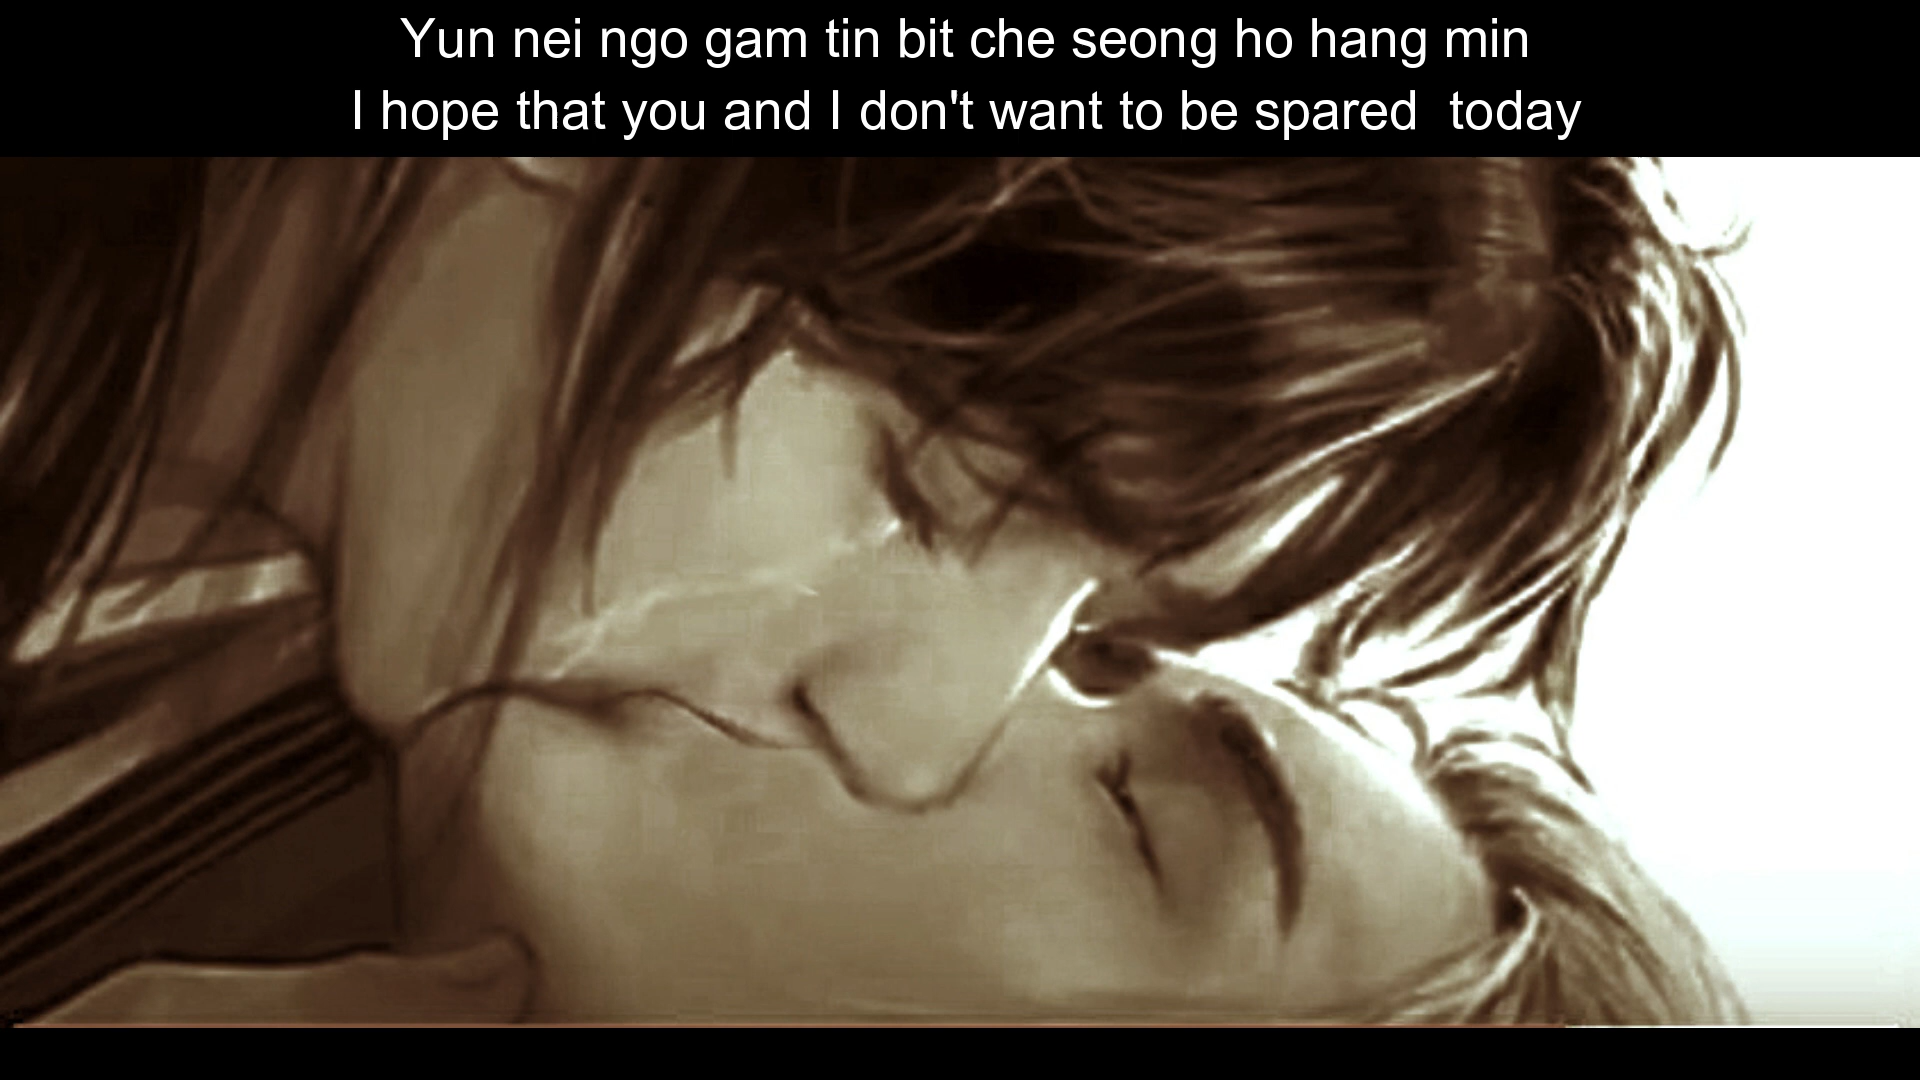 Yun nei ngo gam tin bit che seong ho hang min
I hope that you and I don't want to be spared  today